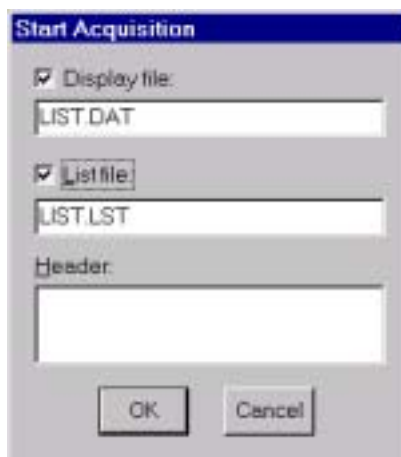 Start Acquisition
Display file:
LIST.DAT
List file:
LIST.LST
Header:
OK
Cancel